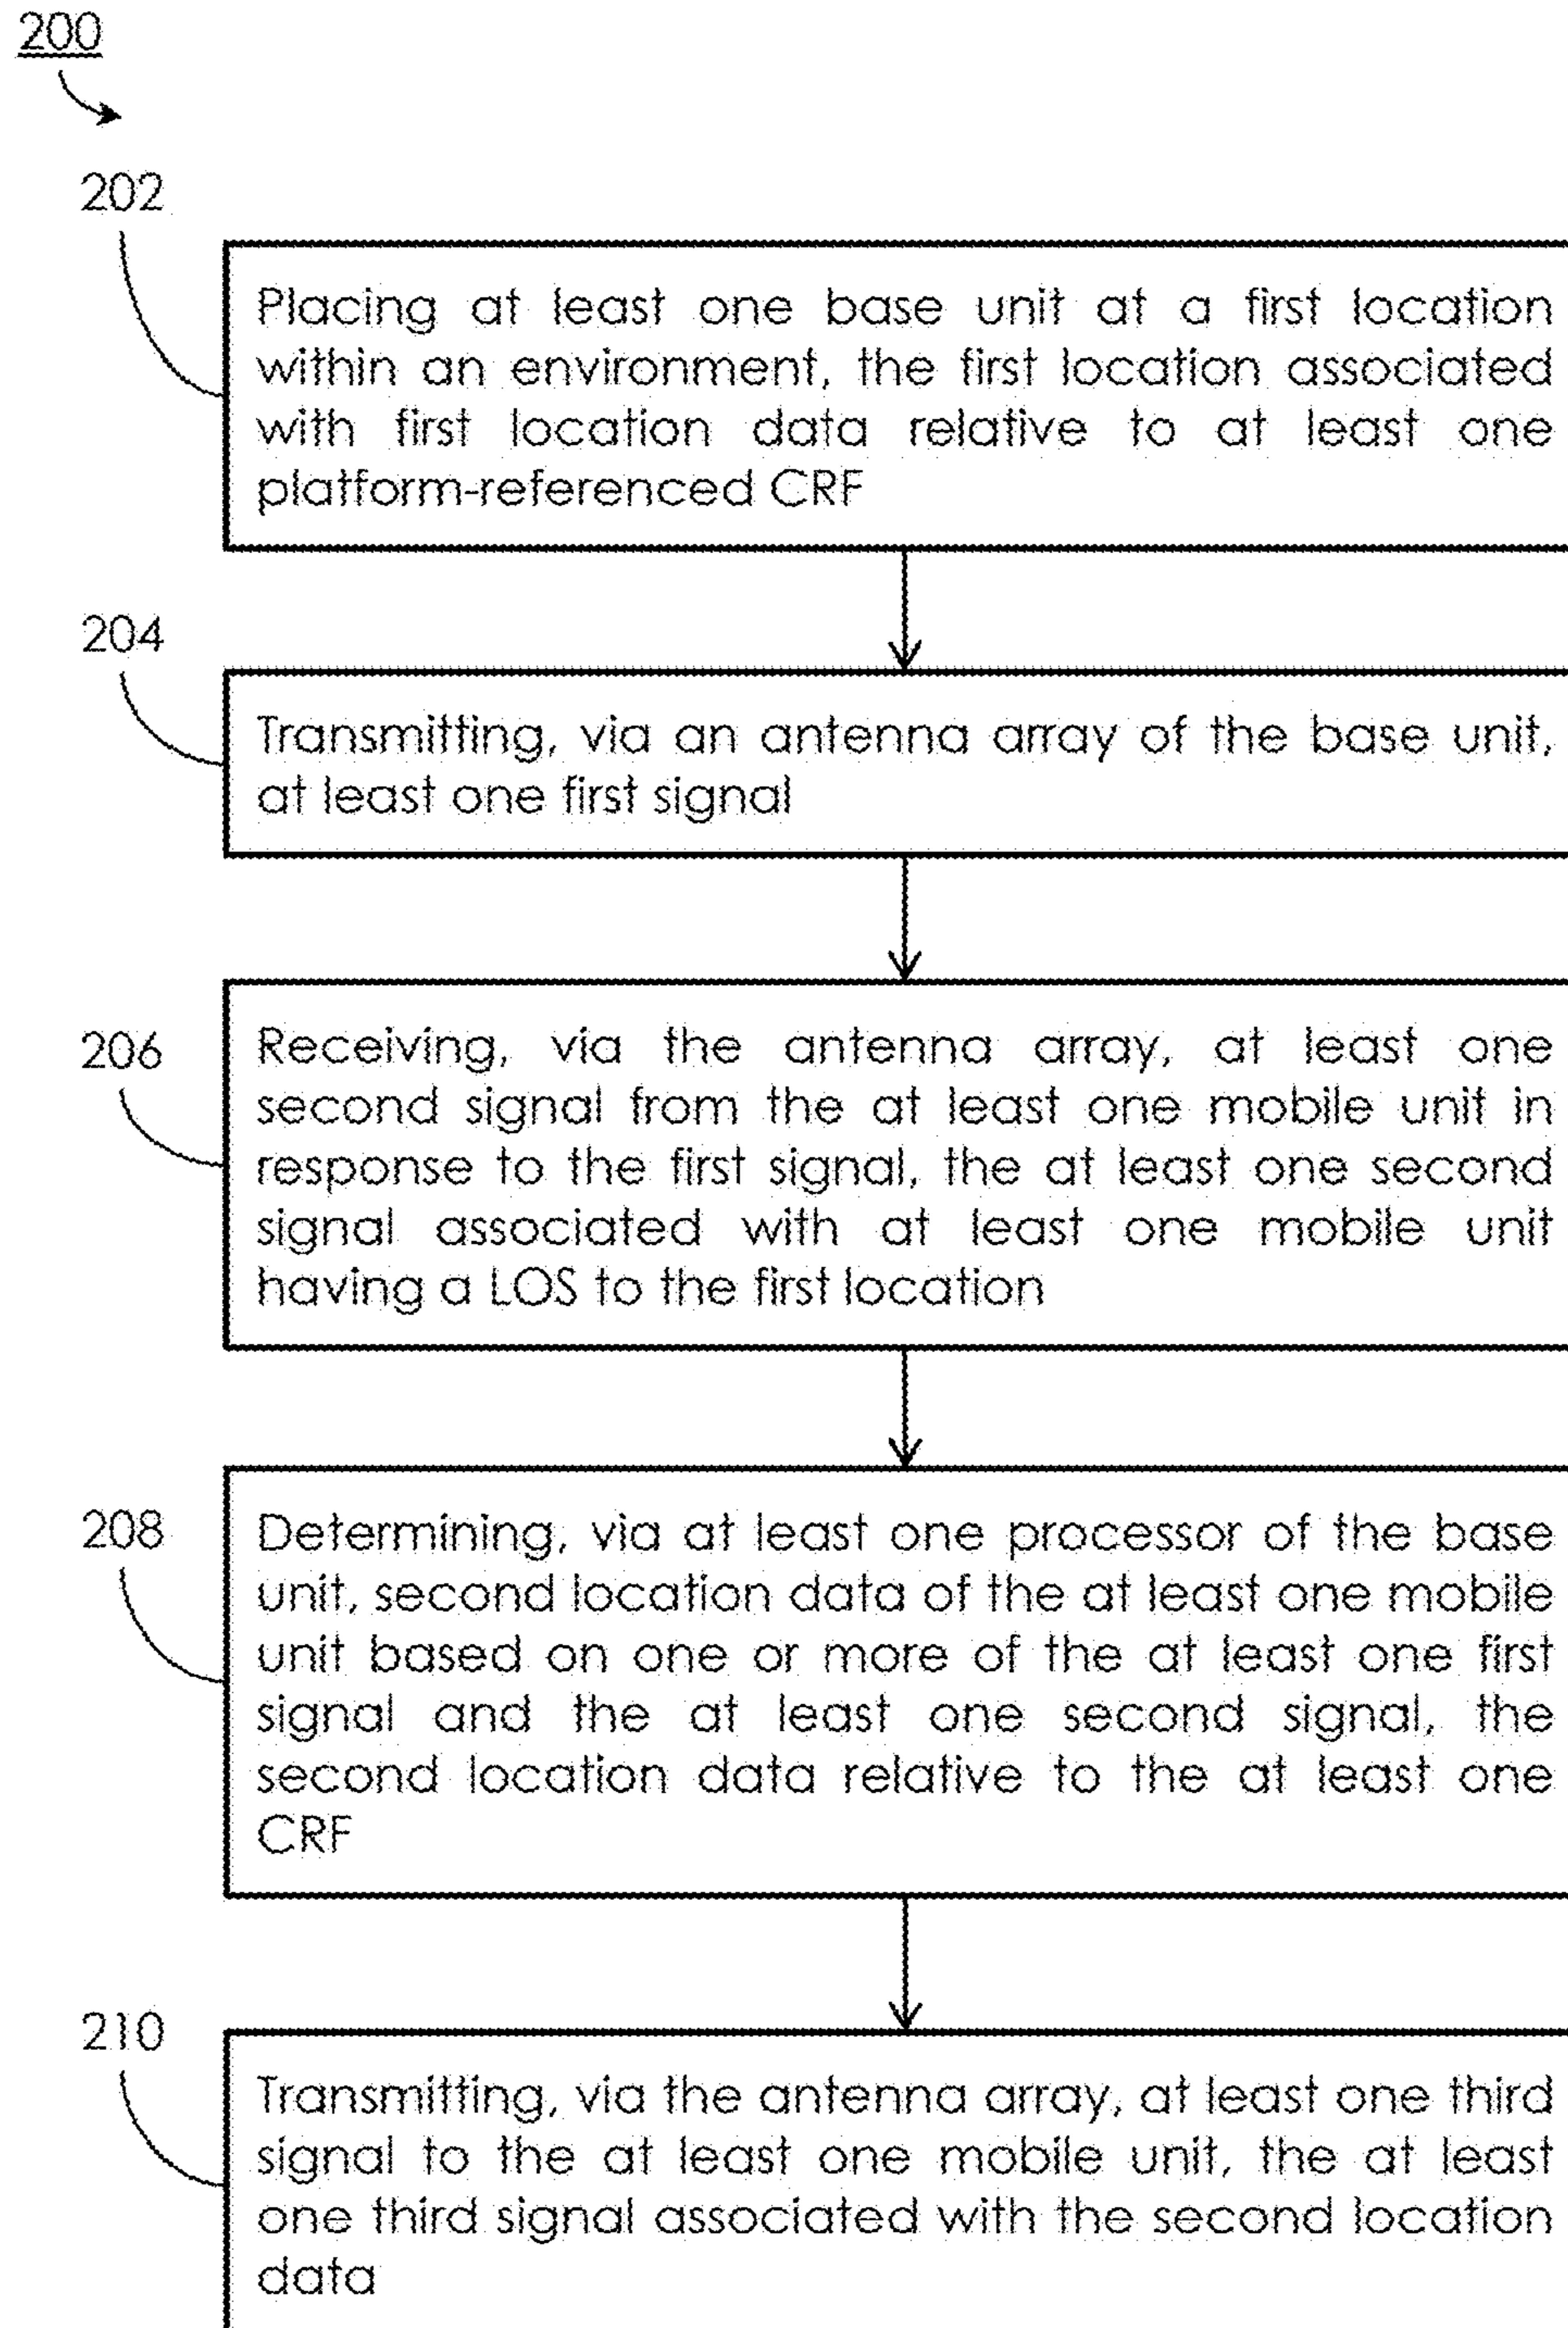 200
202
Placing at least one base unit at a first location
within an environment, the first location associated
with first location data relative to at least one
platform-referenced CRF
204
Transmitting, via an antenna array of the base unit,
at least one first signal
206
Receiving, via the antenna array, at least one
second signal from the at least one mobile unit in
response to the first signal, the at least one second
signal associated with at least one mobile unit
having a LOS to the first location
208
Determining, via at least one processor of the base
unit, second location data of the at least one mobile
unit based on one or more of the at least one first
signal and the at least one second signal, the
second location data relative to the at least one
CRF
210
Transmitting, via the antenna array, at least one third
signal to the at least one mobile unit, the at least
one third signal associated with the second location
data